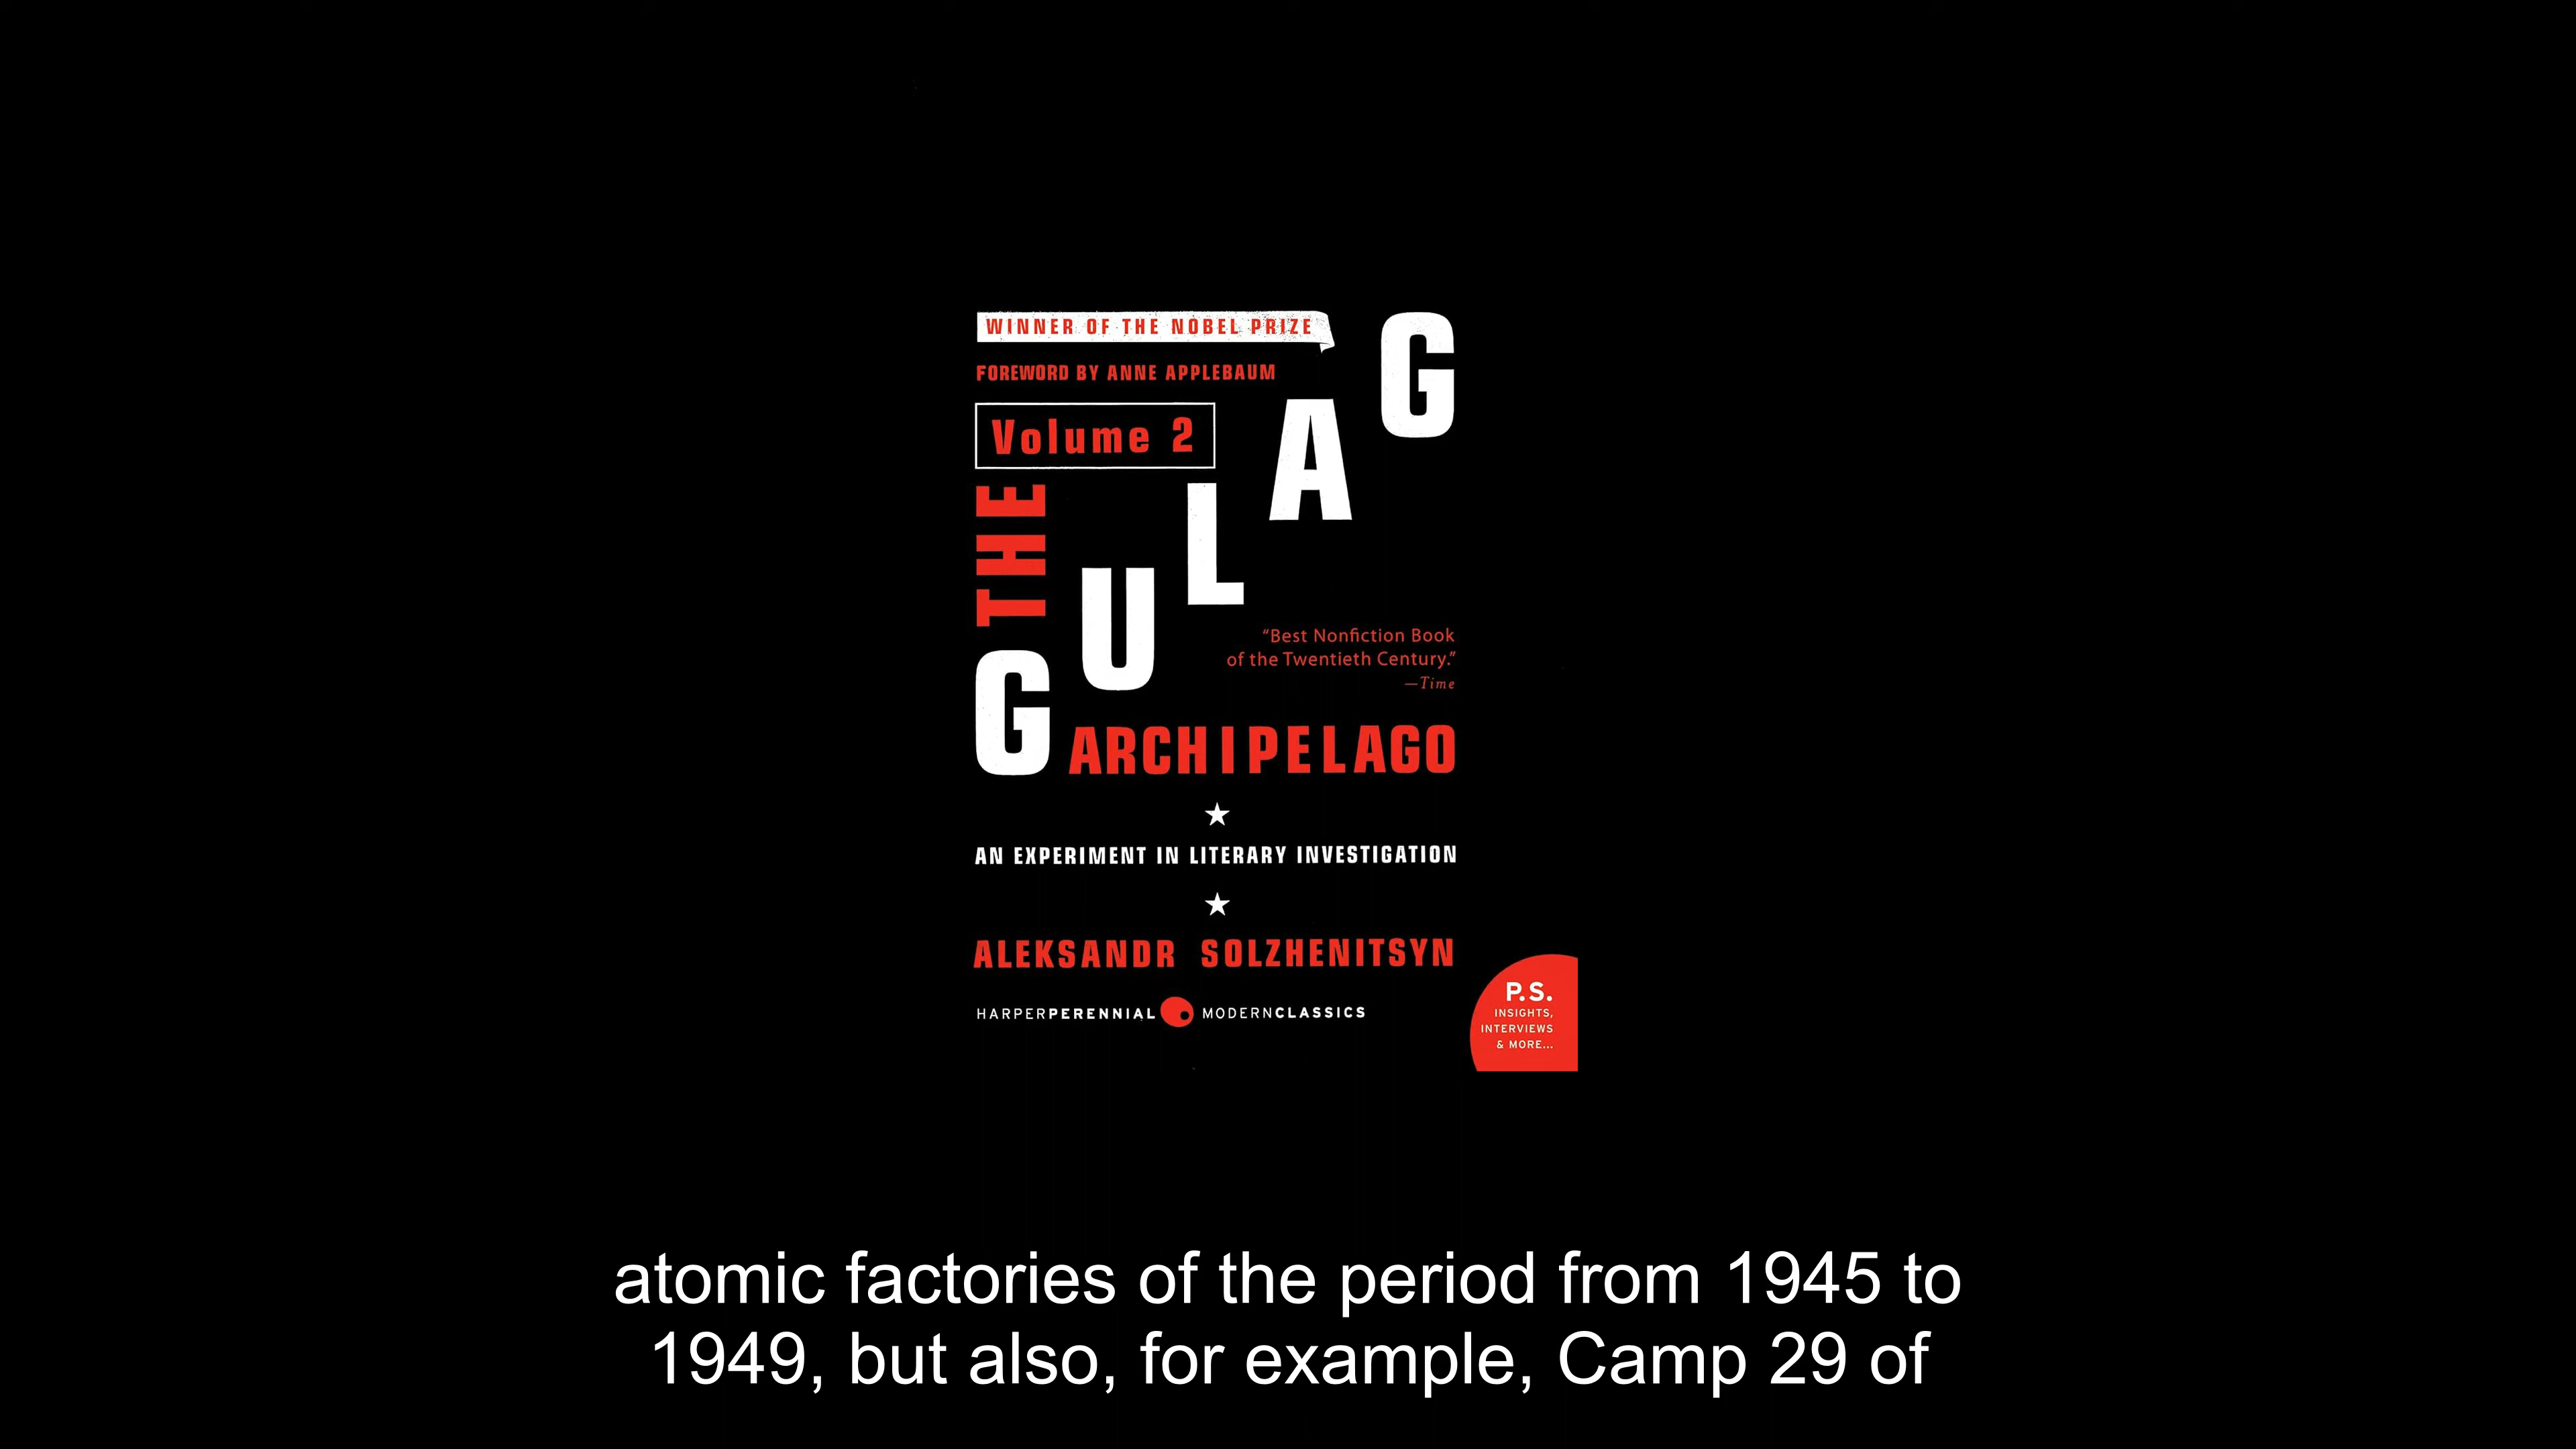 WINNER OF THE NOBEL PRIZE
FOREWORD BY ANNE APPLEBAUM
Volume 2
THE
GULAG
"Best Nonfiction Book
of the Twentieth Century."
—Time
ARCHIPELAGO
AN EXPERIMENT IN LITERARY INVESTIGATION
ALEKSANDR SOLZHENITSYN
HARPERPERENNIAL MODERNCLASSICS
P.S.
INSIGHTS,
INTERVIEWS
& MORE...
atomic factories of the period from 1945 to
1949, but also, for example, Camp 29 of